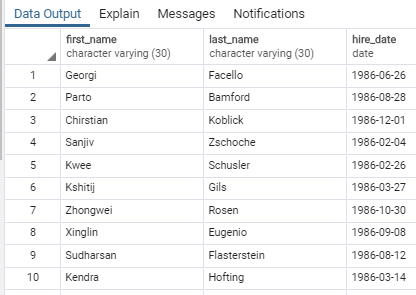 Data Output Explain Messages Notifications
first_name last_name hire_date
character varying (30) character varying (30) date
1 Georgi Facello 1986-06-26
2 Parto Bamford 1986-08-28
3 Chirstian Koblick 1986-12-01
4 Sanjiv Zschoche 1986-02-04
5 Kwee Schusler 1986-02-26
6 Kshitij Gils 1986-03-27
7 Zhongwei Rosen 1986-10-30
8 Xinglin Eugenio 1986-09-08
9 Sudharsan Flasterstein 1986-08-12
10 Kendra Hofting 1986-03-14